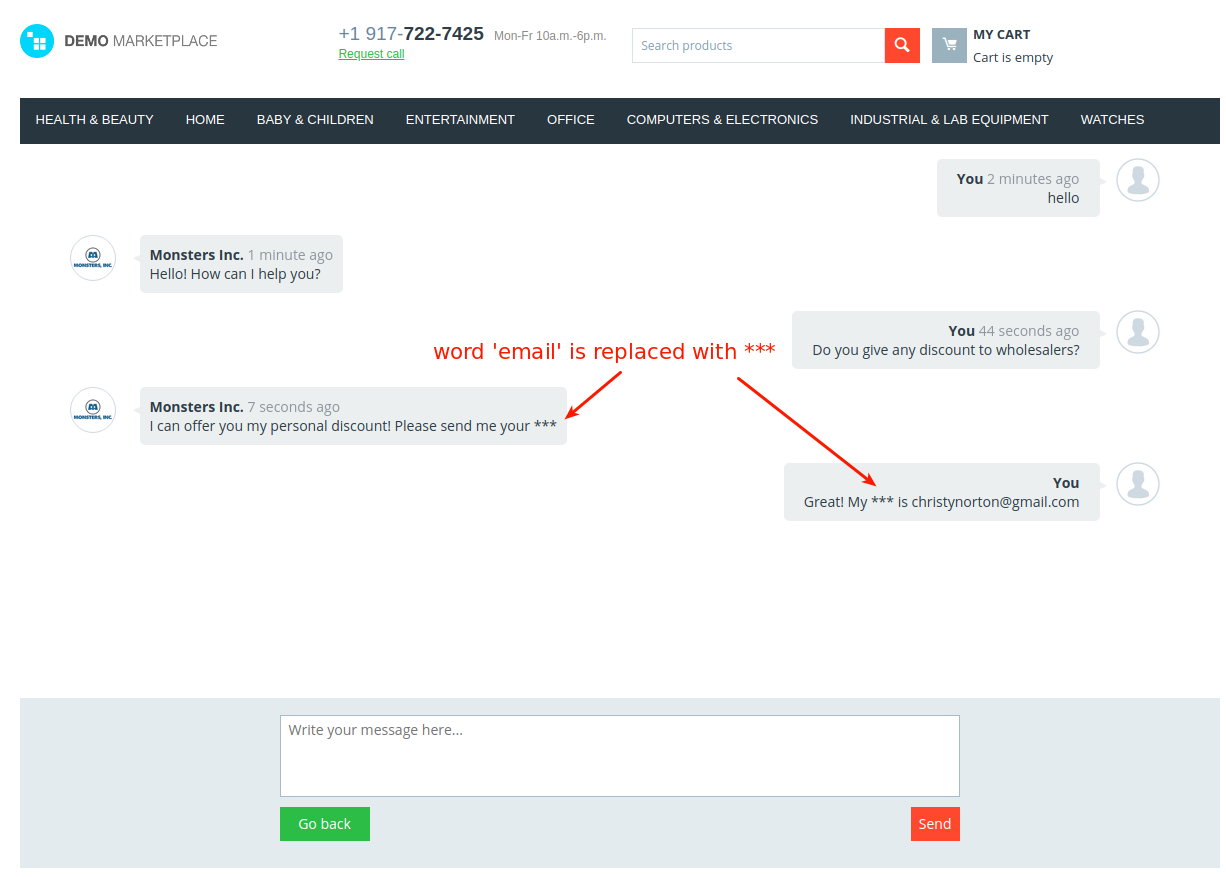 DEMO MARKETPLACE
+1 917-722-7425 Mon-Fri 10a.m.-6p.m.
Request call
Search products
MY CART
Cart is empty
HEALTH & BEAUTY HOME BABY & CHILDREN ENTERTAINMENT OFFICE COMPUTERS & ELECTRONICS INDUSTRIAL & LAB EQUIPMENT WATCHES
You 2 minutes ago
hello
MONSTERS, INC.
Monsters Inc. 1 minute ago
Hello! How can I help you?
You 44 seconds ago
Do you give any discount to wholesalers?
word 'email' is replaced with ***
MONSTERS, INC.
Monsters Inc. 7 seconds ago
I can offer you my personal discount! Please send me your ***
You
Great! My *** is christynorton@gmail.com
Write your message here...
Go back
Send